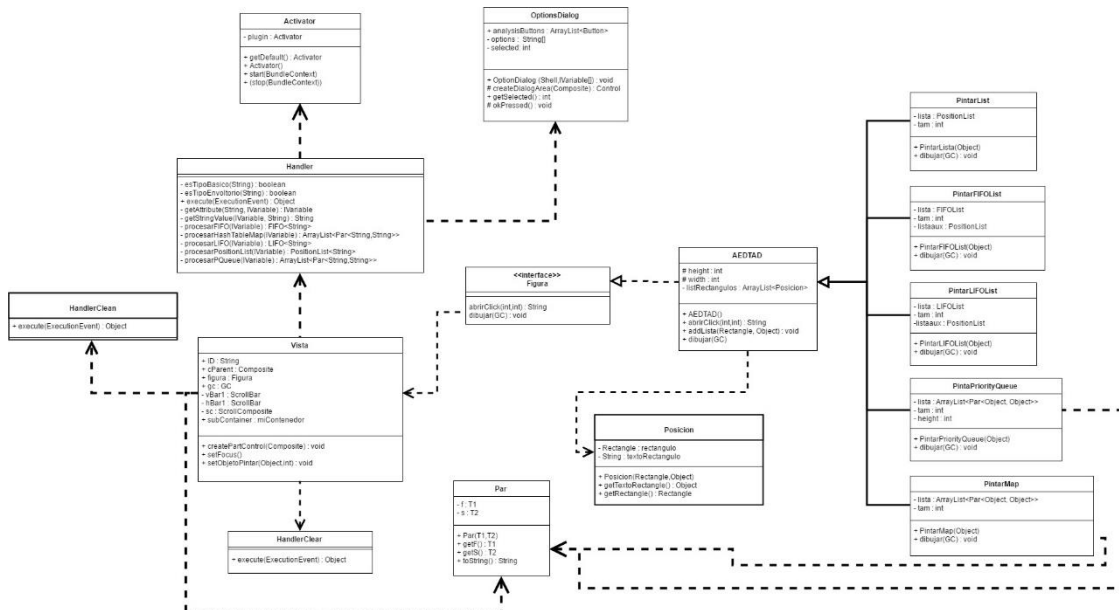 Activator
- plugin : Activator
+ getDefault() : Activator
+ Activator()
+ start(BundleContext)
+ (stop(BundleContext))
OptionsDialog
+ analysisButtons : ArrayList<Button>
- options : String[]
- selected: int
+ OptionDialog (Shell,IVariable[]) : void
# createDialogArea(Composite) : Control
+ getSelected() : int
# okPressed() : void
Handler
- esTipoBasico(String) : boolean
- esTipoEnvoltorio(String) : boolean
+ execute(ExecutionEvent) : Object
- getAttribute(String, IVariable) : IVariable
- getStringValue(IVariable, String) : String
- procesarFIFO(IVariable) : FIFO<String>
- procesarHashTableMap(IVariable) : ArrayList<Par<String,String>>
- procesarLIFO(IVariable) : LIFO<String>
- procesarPositionList(IVariable) : PositionList<String>
- procesarPQueue(IVariable) : ArrayList<Par<String,String>>
HandlerClean
+ execute(ExecutionEvent) : Object
Vista
+ ID : String
+ cParent : Composite
+ figura : Figura
+ gc : GC
- vBar1 : ScrollBar
- hBar1 : ScrollBar
- sc : ScrollComposite
+ subContainer : miContenedor
+ createPartControl(Composite) : void
+ setFocus()
+ setObjetoPintar(Object,int) : void
HandlerClear
+ execute(ExecutionEvent) : Object
<<interface>>
Figura
abrirClick(int,int) : String
dibujar(GC) : void
AEDTAD
# height : int
# width : int
- listRectangulos : ArrayList<Posicion>
+ AEDTAD()
+ abrirClick(int,int) : String
+ addLista(Rectangle, Object) : void
+ dibujar(GC)
Posicion
- Rectangle : rectangulo
- String : textoRectangulo
+ Posicion(Rectangle,Object)
+ getTextoRectangle() : Object
+ getRectangle() : Rectangle
Par
- f : T1
- s : T2
+ Par(T1,T2)
+ getF() : T1
+ getS() : T2
+ toString() : String
PintarList
- lista : PositionList
- tam : int
+ PintarLista(Object)
+ dibujar(GC) : void
PintarFIFOList
- lista : FIFOList
- tam : int
- listaaux : PositionList
+ PintarFIFOList(Object)
+ dibujar(GC) : void
PintarLIFOList
- lista : LIFOList
- tam : int
-listaaux : PositionList
+ PintarLIFOList(Object)
+ dibujar(GC) : void
PintaPriorityQueue
- lista : ArrayList<Par<Object, Object>>
- tam : int
- height : int
+ PintarPriorityQueue(Object)
+ dibujar(GC) : void
PintarMap
- lista : ArrayList<Par<Object, Object>>
- tam : int
+ PintarMap(Object)
+ dibujar(GC) : void